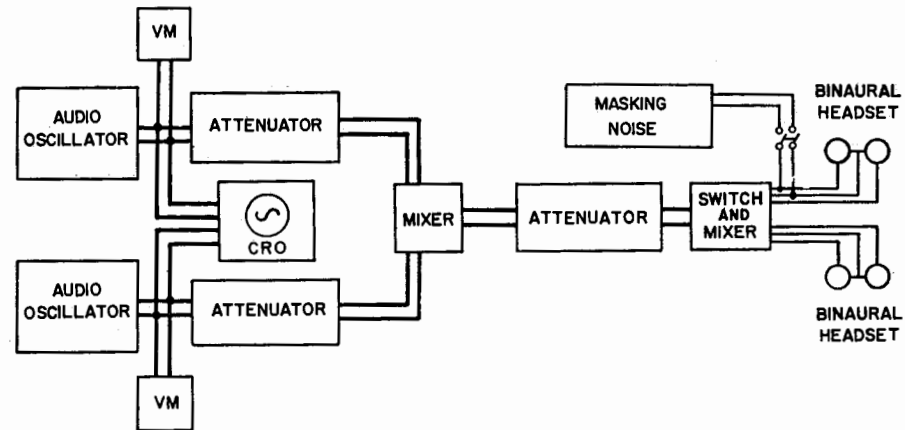 VM
AUDIO
OSCILLATOR
ATTENUATOR
MASKING
NOISE
BINAURAL
HEADSET
CRO
MIXER
ATTENUATOR
SWITCH
AND
MIXER
AUDIO
OSCILLATOR
ATTENUATOR
BINAURAL
HEADSET
VM